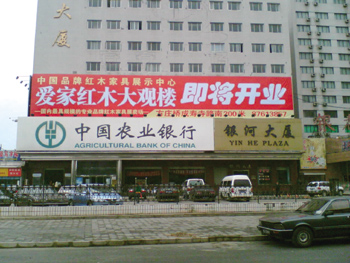 大厦
中国品牌红木家具展示中心
爱家红木大观楼 即将开业
中国农业银行
AGRICULTURAL BANK OF CHINA
银河大厦
YIN HE PLAZA